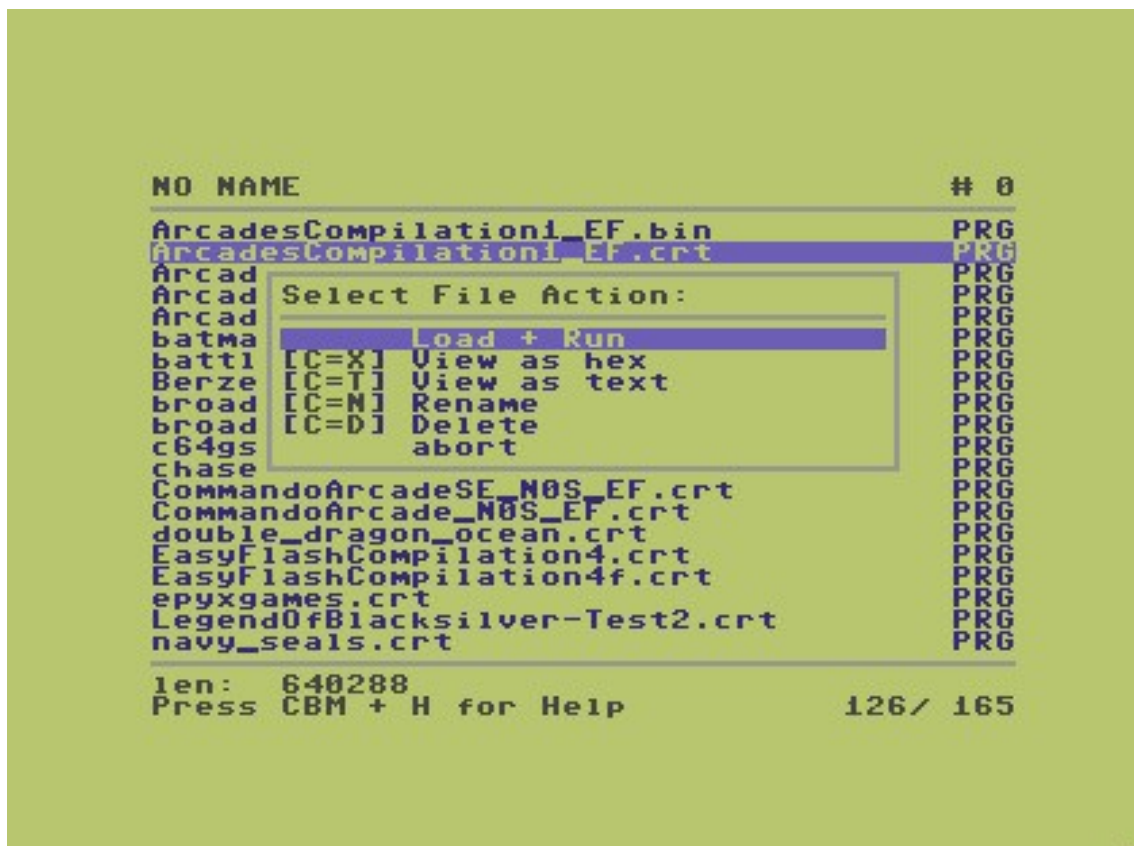 NO NAME # 0
ArcadesCompilation1_EF.bin PRG
ArcadesCompilation1_EF.crt PRG
Arcad PRG
Arcad Select File Action: PRG
Arcad PRG
batma Load + Run PRG
battl [C=X] View as hex PRG
Berze [C=T] View as text PRG
broad [C=N] Rename PRG
broad [C=D] Delete PRG
c64gs abort PRG
chase PRG
CommandoArcadeSE_N0S_EF.crt PRG
CommandoArcade_N0S_EF.crt PRG
double_dragon_ocean.crt PRG
EasyFlashCompilation4.crt PRG
EasyFlashCompilation4f.crt PRG
epyxgames.crt PRG
LegendOfBlacksilver-Test2.crt PRG
navy_seals.crt PRG
len: 640288
Press CBM + H for Help 126/ 165